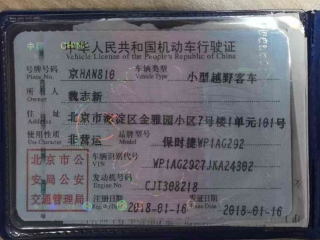 中华人民共和国机动车行驶证
Vehicle License of the People's Republic of China
号牌号码 京HAN810 车辆类型 小型越野客车
Plate No. Vehicle Type
所有人 魏志新
Owner
住址 北京市海淀区金雅园小区7号楼1单元101号
Address
使用性质 非营运 品牌型号 保时捷WP1AG292
Use Character Model
北京市公
安局公安
交通管理局
车辆识别代号 WP1AG2927JKA24302
VIN
发动机号码 CJT308218
Engine No.
注册日期 2018-01-16 发证日期 2018-01-16
Register Date Issue Date